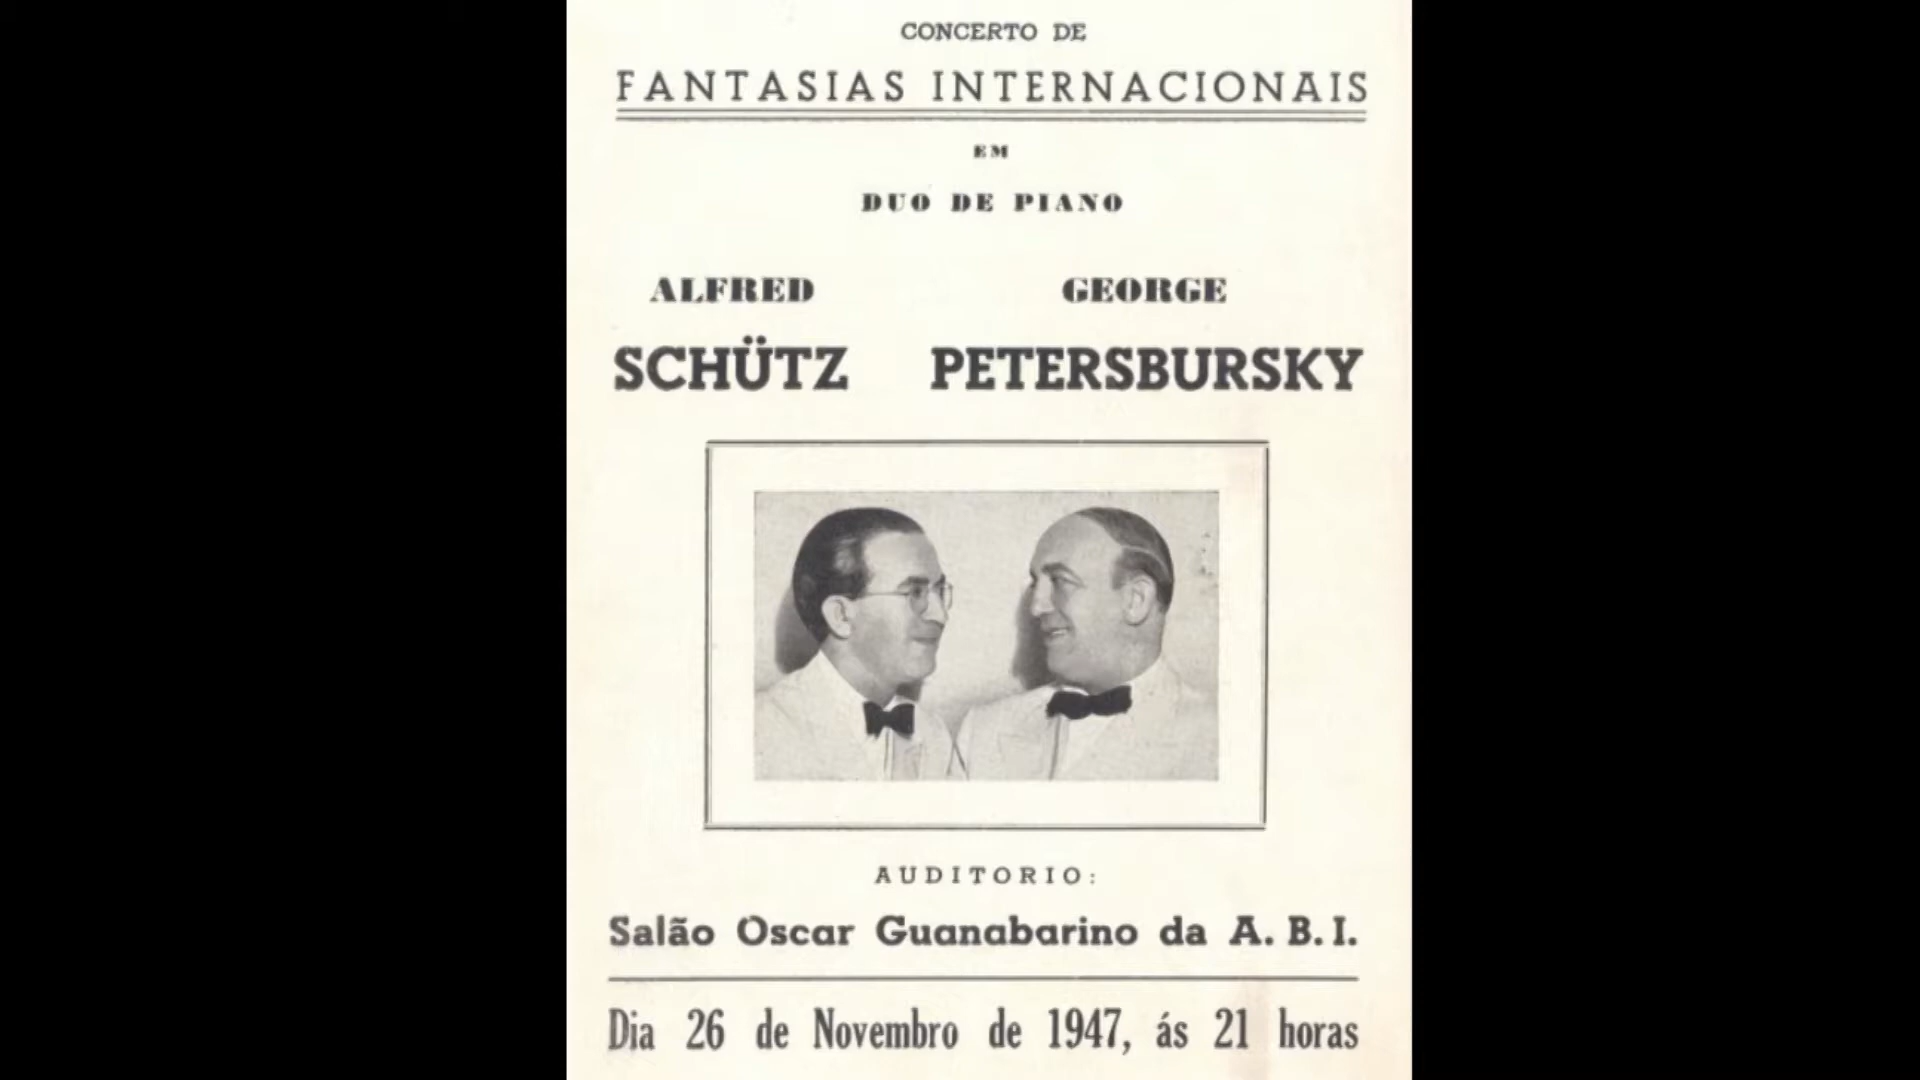 CONCERTO DE
FANTASIAS INTERNACIONAIS
EM
DUO DE PIANO
ALFRED GEORGE
SCHÜTZ PETERSBURSKY
AUDITORIO:
Salão Oscar Guanabarino da A. B. I.
Dia 26 de Novembro de 1947, ás 21 horas